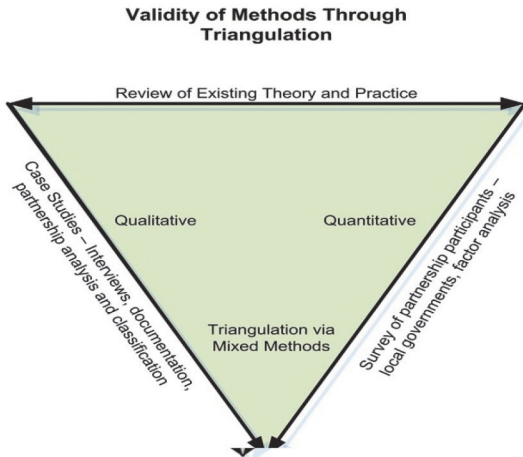 Validity of Methods Through
Triangulation
Review of Existing Theory and Practice
Case Studies – Interviews, documentation,
partnership analysis and classification
Qualitative
Quantitative
Survey of partnership participants –
local governments, factor analysis
Triangulation via
Mixed Methods